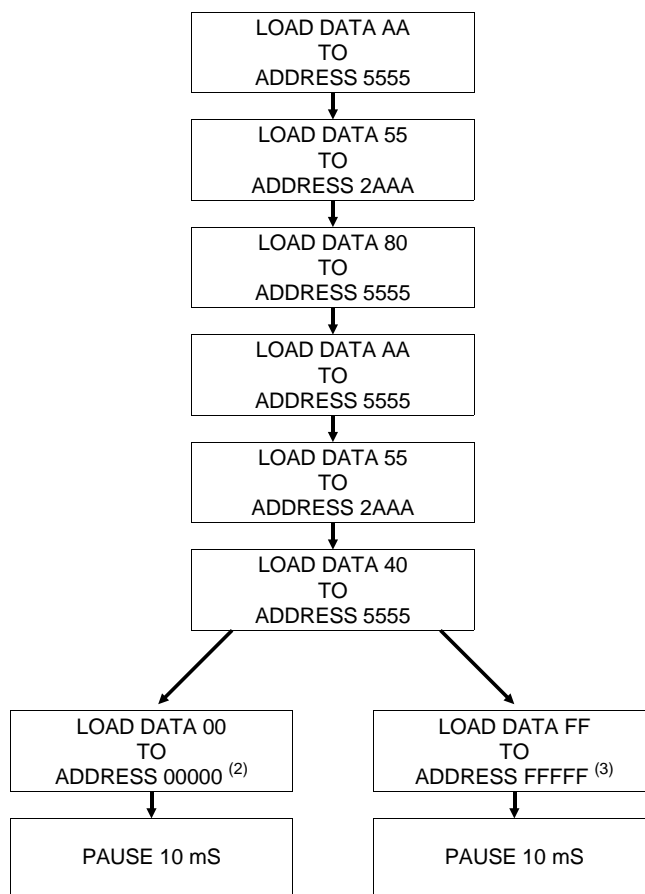 LOAD DATA AA
TO
ADDRESS 5555
LOAD DATA 55
TO
ADDRESS 2AAA
LOAD DATA 80
TO
ADDRESS 5555
LOAD DATA AA
TO
ADDRESS 5555
LOAD DATA 55
TO
ADDRESS 2AAA
LOAD DATA 40
TO
ADDRESS 5555
LOAD DATA 00
TO
ADDRESS 00000 (2)
PAUSE 10 mS
LOAD DATA FF
TO
ADDRESS FFFFF (3)
PAUSE 10 mS